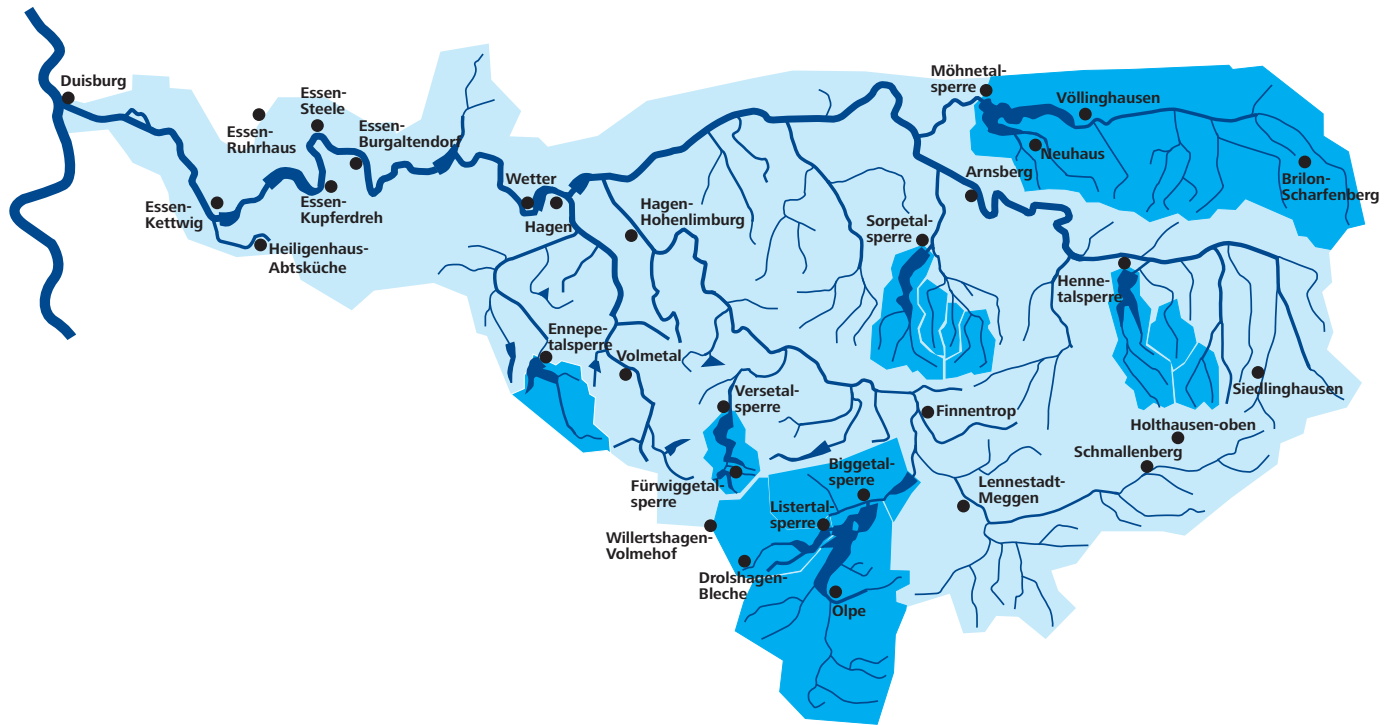 Duisburg
Essen-
Steele
Essen-
Ruhrhaus
Essen-
Burgaltendorf
Essen-
Kettwig
Essen-
Kupferdreh
Heiligenhaus-
Abtsküche
Wetter
Hagen
Hagen-
Hohenlimburg
Möhnetal-
sperre
Völlinghausen
Neuhaus
Brilon-
Scharfenberg
Arnsberg
Sorpetal-
sperre
Henne-
talsperre
Ennepe-
talsperre
Volmetal
Versetal-
sperre
Finnentrop
Siedlinghausen
Holthausen-oben
Schmallenberg
Fürwiggetal-
sperre
Biggetal-
sperre
Listertal-
sperre
Lennestadt-
Meggen
Willertshagen-
Volmehof
Drolshagen-
Bleche
Olpe